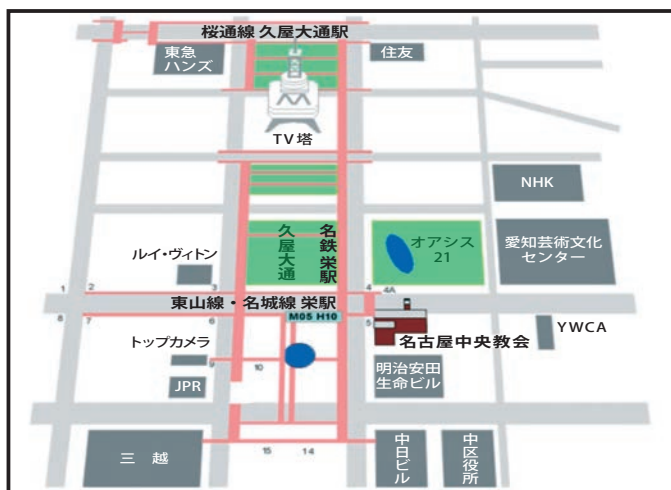 桜通線 久屋大通駅
東急
ハンズ
住友
TV塔
NHK
名鉄栄駅
久屋大通
オアシス
21
愛知芸術文化
センター
ルイ・ヴィトン
1
2
3
4
4A
東山線・名城線 栄駅
8
7
6
M05 H10
5
名古屋中央教会
YWCA
トップカメラ
9
10
明治安田
生命ビル
JPR
三越
15
14
中日ビル
中区役所